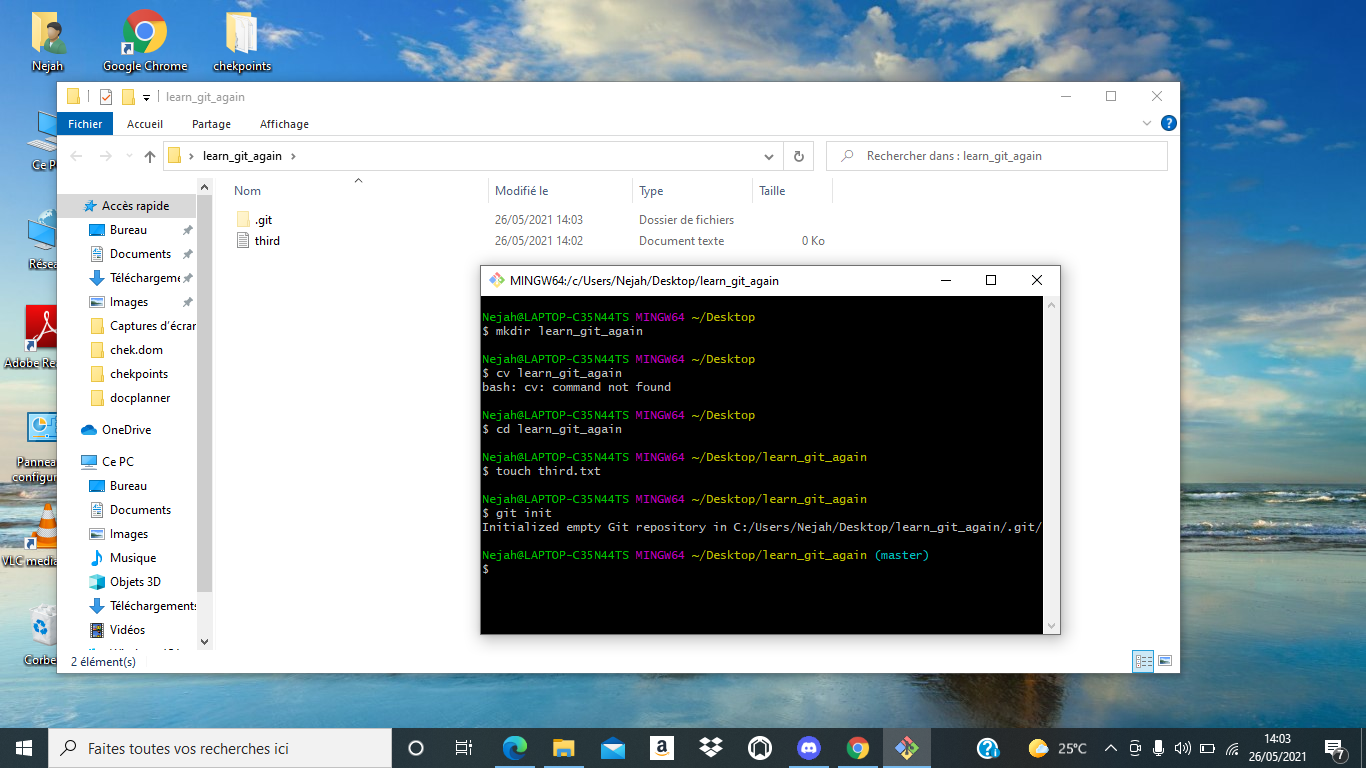 Nejah
Google Chrome
chekpoints
learn_git_again
Fichier
Accueil
Partage
Affichage
learn_git_again
Rechercher dans : learn_git_again
Nom
Modifié le
Type
Taille
.git
26/05/2021 14:03
Dossier de fichiers
third
26/05/2021 14:02
Document texte
0 Ko
Accès rapide
Bureau
Documents
Téléchargeme
Images
Captures d'écrar
chek.dom
chekpoints
docplanner
OneDrive
Ce PC
Bureau
Documents
Images
Musique
Objets 3D
Téléchargements
Vidéos
2 élément(s)
Ce P
Résea
Adobe Re
Pannea
configur
VLC media
Corbe
MINGW64:/c/Users/Nejah/Desktop/learn_git_again
Nejah@LAPTOP-C35N44TS MINGW64 ~/Desktop
$ mkdir learn_git_again
Nejah@LAPTOP-C35N44TS MINGW64 ~/Desktop
$ cv learn_git_again
bash: cv: command not found
Nejah@LAPTOP-C35N44TS MINGW64 ~/Desktop
$ cd learn_git_again
Nejah@LAPTOP-C35N44TS MINGW64 ~/Desktop/learn_git_again
$ touch third.txt
Nejah@LAPTOP-C35N44TS MINGW64 ~/Desktop/learn_git_again
$ git init
Initialized empty Git repository in C:/Users/Nejah/Desktop/learn_git_again/.git/
Nejah@LAPTOP-C35N44TS MINGW64 ~/Desktop/learn_git_again (master)
$
Faites toutes vos recherches ici
25°C
14:03
26/05/2021
7